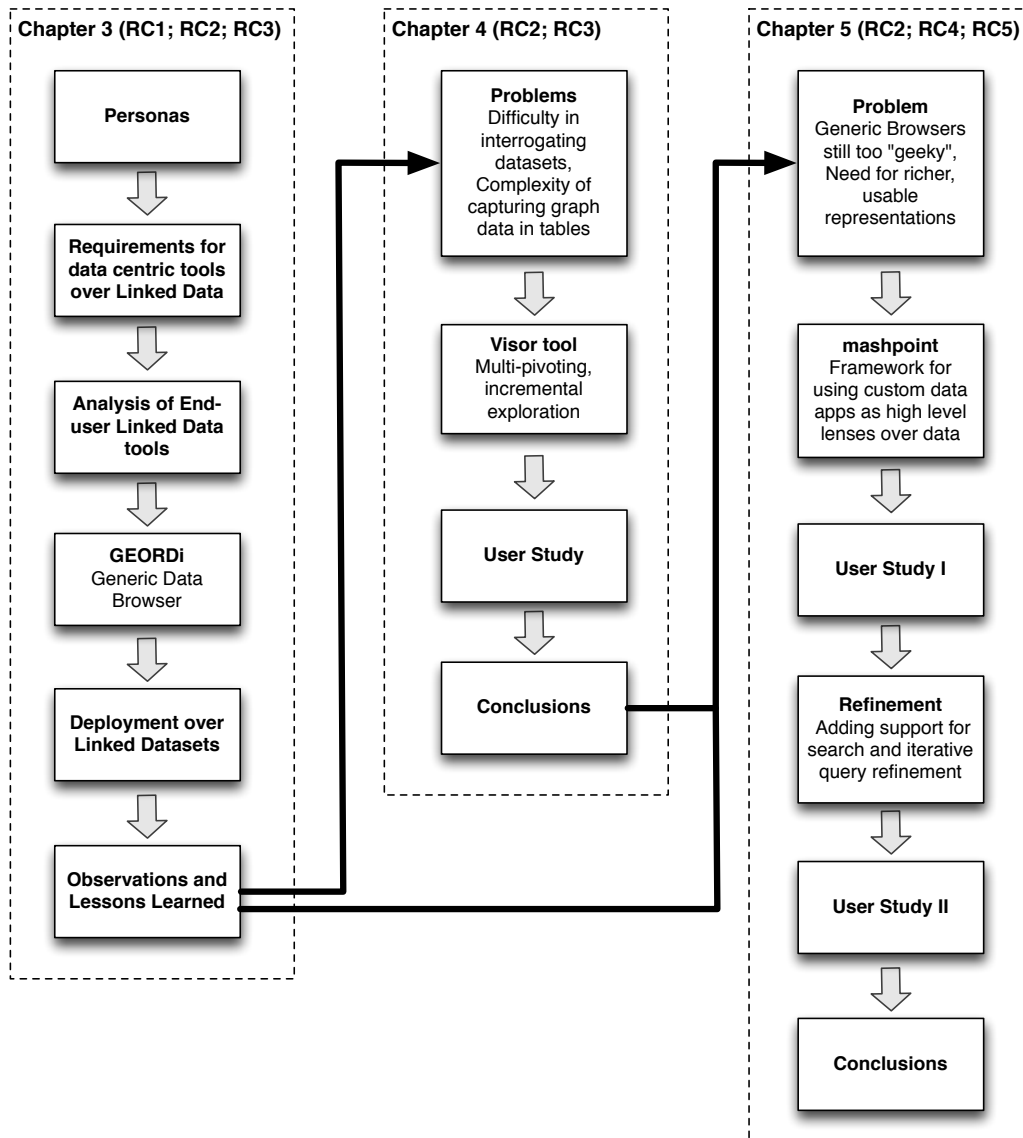 Chapter 3 (RC1; RC2; RC3)
Personas
Requirements for
data centric tools
over Linked Data
Analysis of End-
user Linked Data
tools
GEORDi
Generic Data
Browser
Deployment over
Linked Datasets
Observations and
Lessons Learned
Chapter 4 (RC2; RC3)
Problems
Difficulty in
interrogating
datasets,
Complexity of
capturing graph
data in tables
Visor tool
Multi-pivoting,
incremental
exploration
User Study
Conclusions
Chapter 5 (RC2; RC4; RC5)
Problem
Generic Browsers
still too "geeky",
Need for richer,
usable
representations
mashpoint
Framework for
using custom data
apps as high level
lenses over data
User Study I
Refinement
Adding support for
search and iterative
query refinement
User Study II
Conclusions